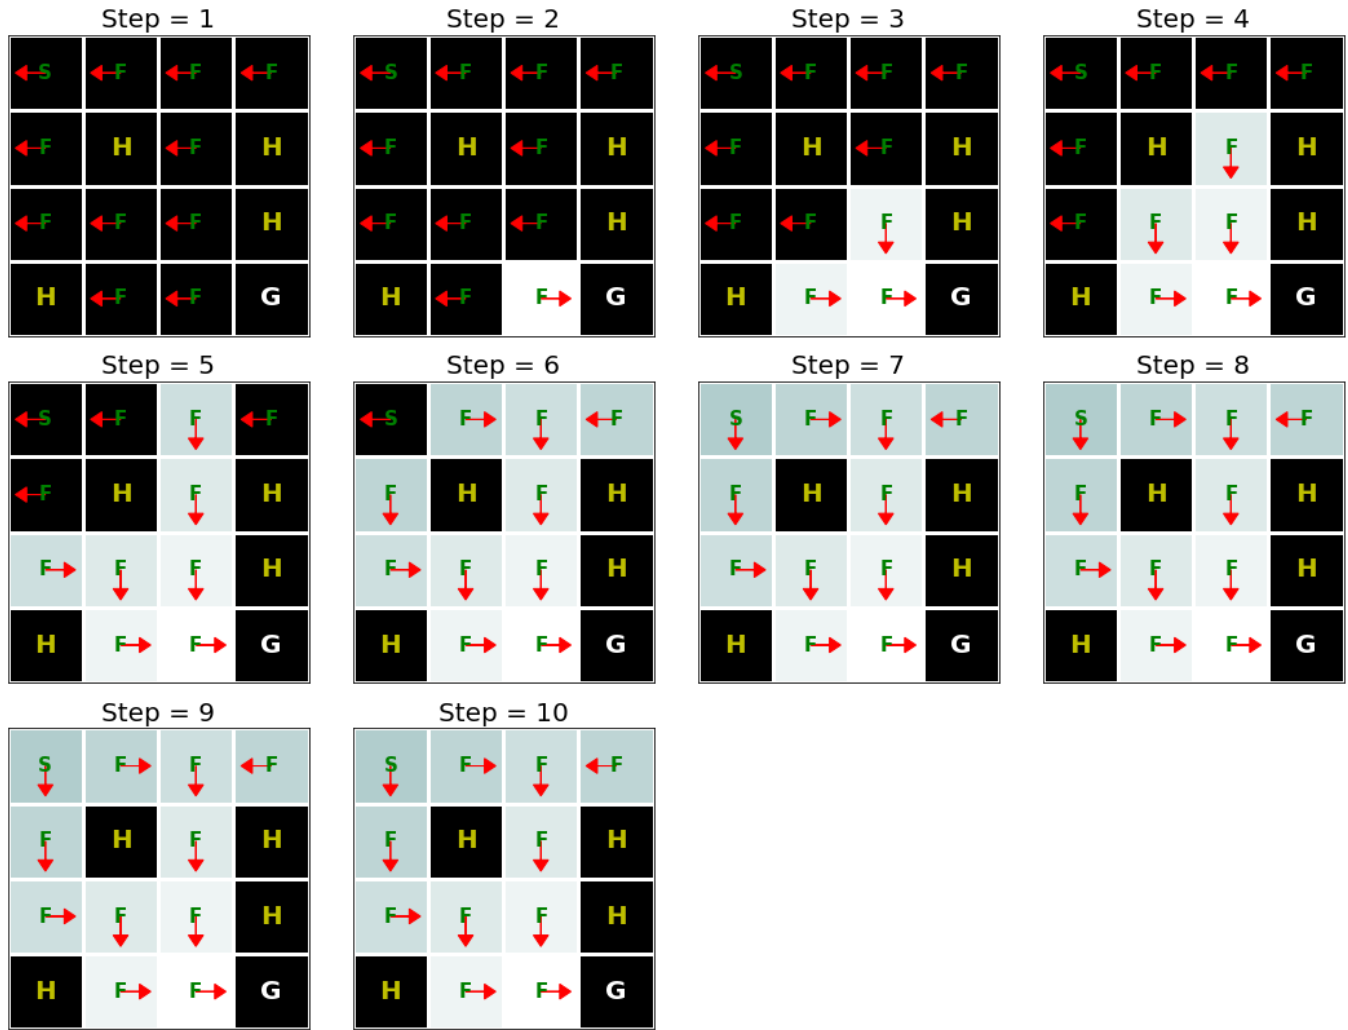 Step = 1 Step = 2 Step = 3 Step = 4
S F F F S F F F S F F F S F F F
F H F H F H F H F H F H F H F H
F F F H F F F H F F F H F F F H
H F F G H F F G H F F G H F F G
Step = 5 Step = 6 Step = 7 Step = 8
S F F F S F F F S F F F S F F F
F H F H F H F H F H F H F H F H
F F F H F F F H F F F H F F F H
H F F G H F F G H F F G H F F G
Step = 9 Step = 10
S F F F S F F F
F H F H F H F H
F F F H F F F H
H F F G H F F G